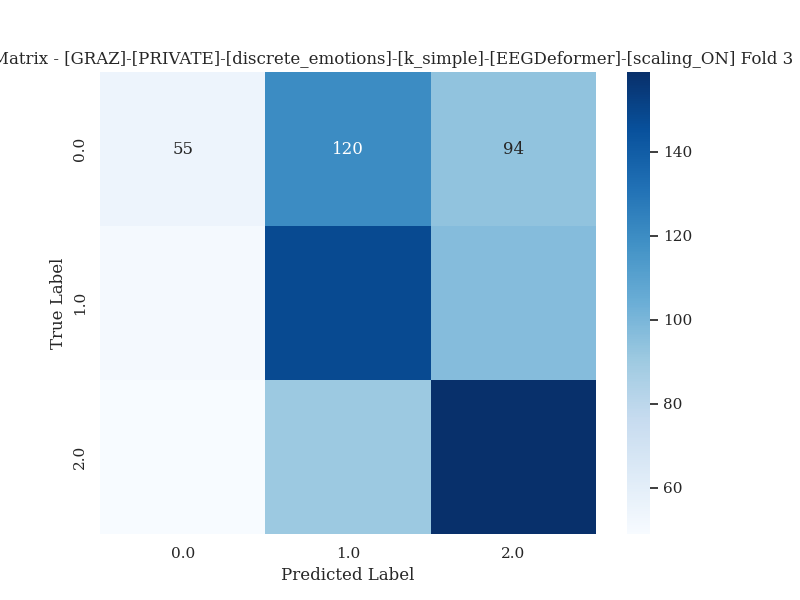 Matrix - [GRAZ]-[PRIVATE]-[discrete_emotions]-[k_simple]-[EEGDeformer]-[scaling_ON] Fold 3
55 120 94
0.0
1.0
2.0
True Label
0.0 1.0 2.0
Predicted Label
140
120
100
80
60